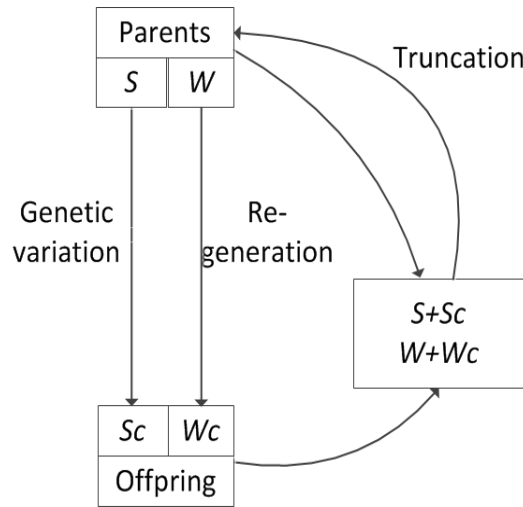 Parents
S W
Truncation
Genetic
variation
Re-
generation
S+Sc
W+Wc
Sc Wc
Offpring